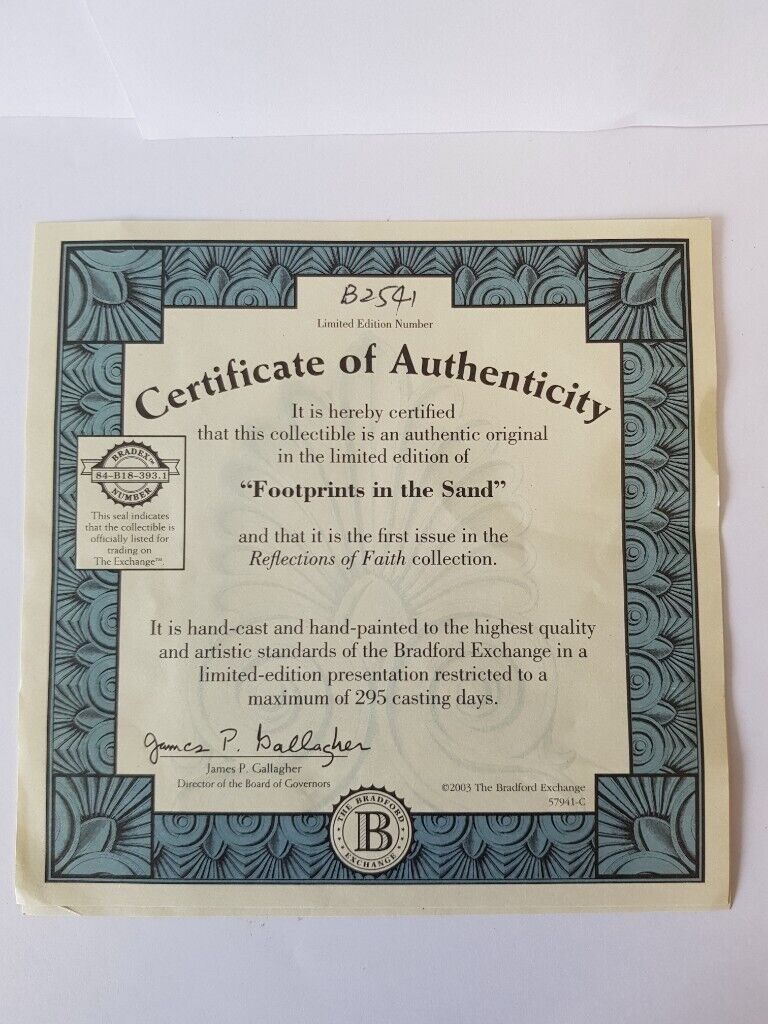 B2541
Limited Edition Number
Certificate of Authenticity
It is hereby certified
that this collectible is an authentic original
in the limited edition of
“Footprints in the Sand”
and that it is the first issue in the
Reflections of Faith collection.
BRADEX™
84-B18-393.1
NUMBER
This seal indicates
that the collectible is
officially listed for
trading on
The Exchange™.
It is hand-cast and hand-painted to the highest quality
and artistic standards of the Bradford Exchange in a
limited-edition presentation restricted to a
maximum of 295 casting days.
James P. Gallagher
James P. Gallagher
Director of the Board of Governors
©2003 The Bradford Exchange
57941-C
THE BRADFORD
B
EXCHANGE